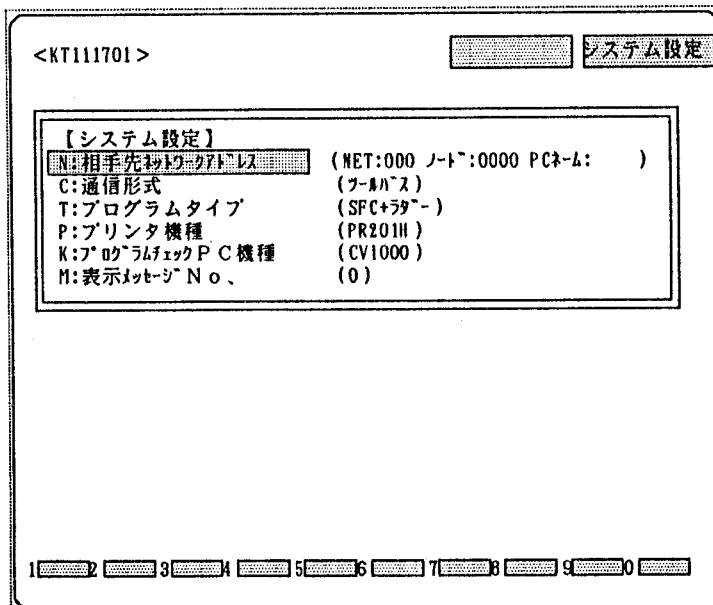 <KT111701>
システム設定
【システム設定】
N:相手先ネットワークアドレス (NET:000 ノード:0000 PCネーム: )
C:通信形式 (ツールバス)
T:プログラムタイプ (SFC+ラダー)
P:プリンタ機種 (PR201H)
K:プログラムチェックPC機種 (CV1000)
M:表示メッセージNo、 (0)
1 2 3 4 5 6 7 8 9 0